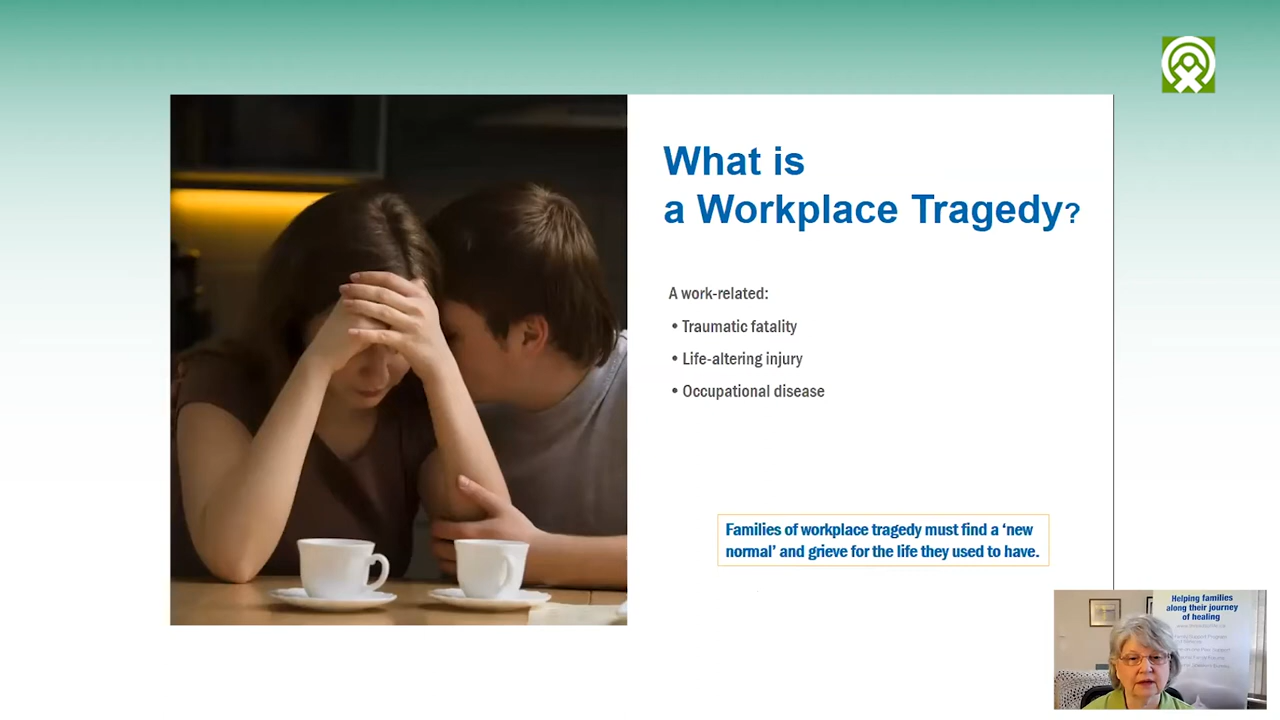 What is
a Workplace Tragedy?
A work-related:
• Traumatic fatality
• Life-altering injury
• Occupational disease
Families of workplace tragedy must find a ‘new
normal’ and grieve for the life they used to have.
Helping families
along their journey
of healing